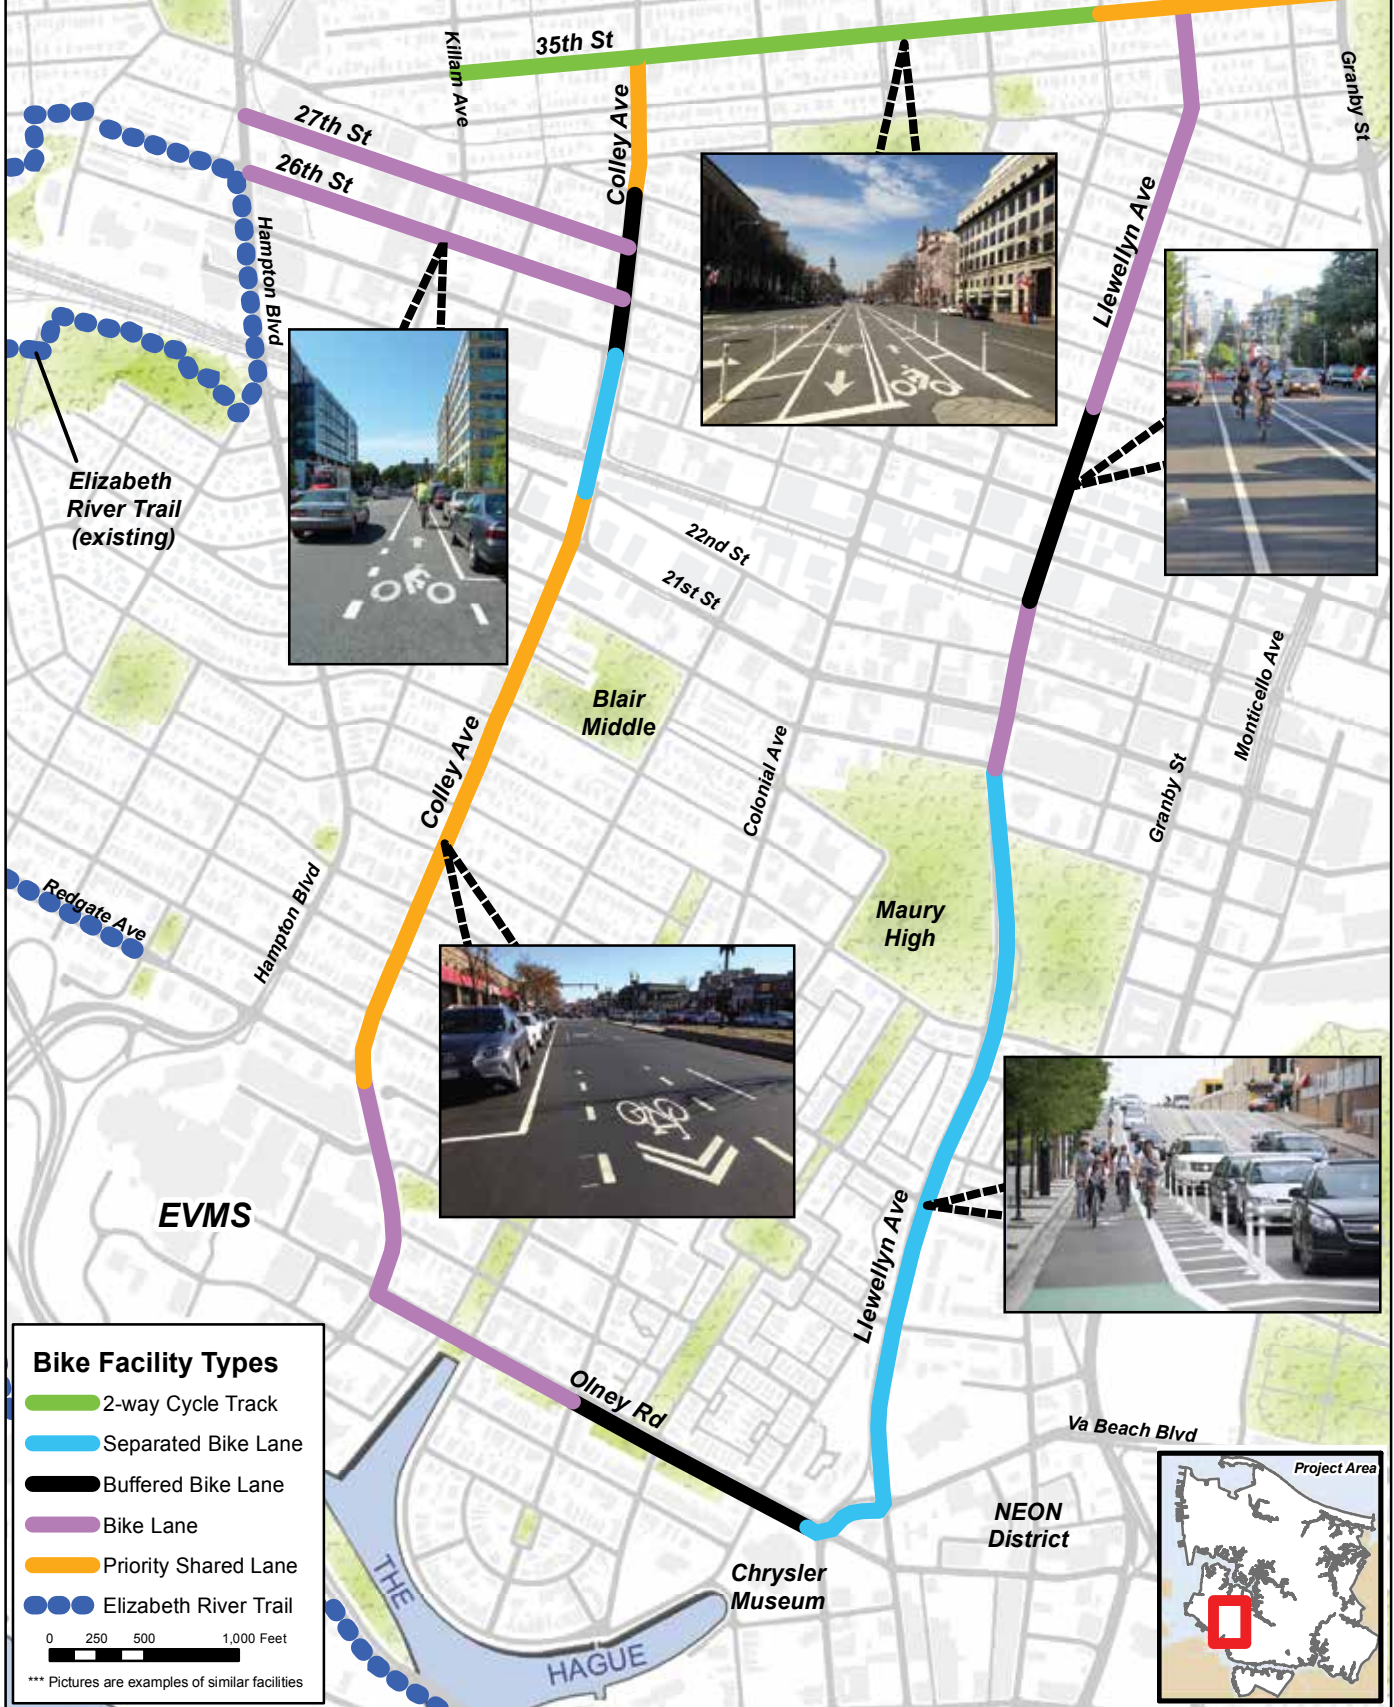 35th St
Killam Ave
Granby St
27th St
Colley Ave
26th St
Llewellyn Ave
Hampton Blvd
Elizabeth
River Trail
(existing)
22nd St
21st St
Blair
Middle
Monticello Ave
Colley Ave
Colonial Ave
Granby St
Redgate Ave
Hampton Blvd
Maury
High
EVMS
Llewellyn Ave
Olney Rd
Va Beach Blvd
NEON
District
Chrysler
Museum
THE
HAGUE
Bike Facility Types
2-way Cycle Track
Separated Bike Lane
Buffered Bike Lane
Bike Lane
Priority Shared Lane
Elizabeth River Trail
0 250 500 1,000 Feet
*** Pictures are examples of similar facilities
Project Area